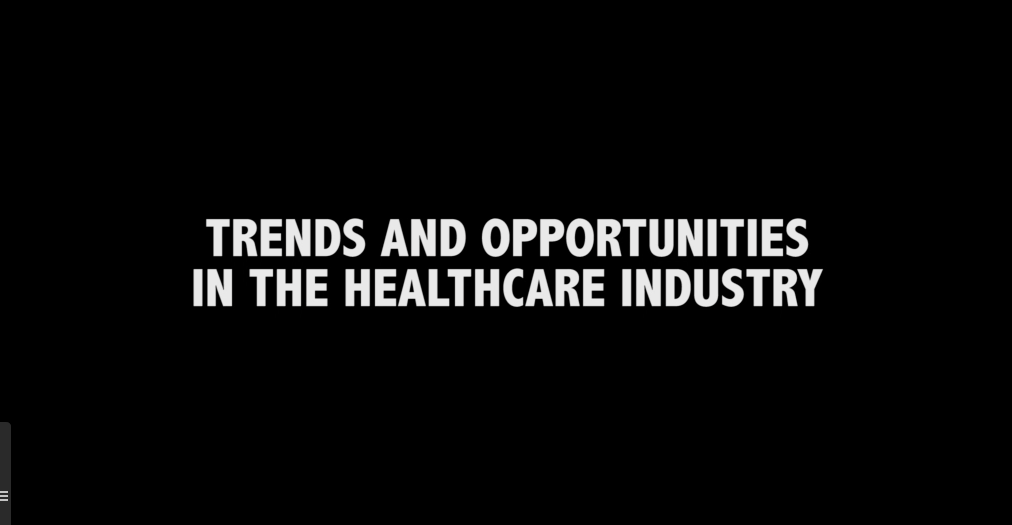 TRENDS AND OPPORTUNITIES
IN THE HEALTHCARE INDUSTRY